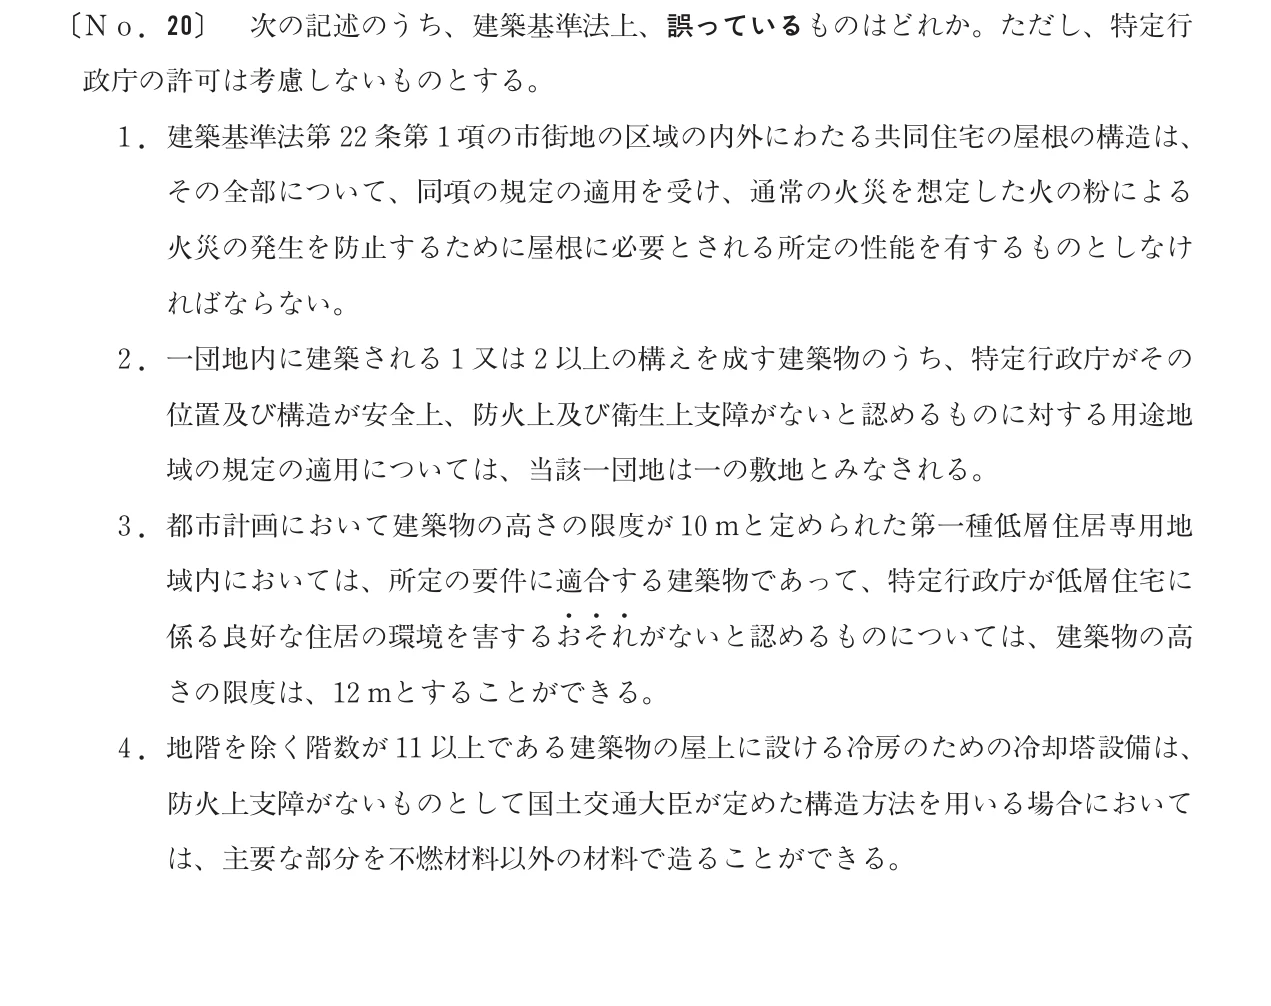 〔Ｎｏ．20〕　次の記述のうち、建築基準法上、誤っているものはどれか。ただし、特定行
政庁の許可は考慮しないものとする。
１．建築基準法第 22 条第１項の市街地の区域の内外にわたる共同住宅の屋根の構造は、
その全部について、同項の規定の適用を受け、通常の火災を想定した火の粉による
火災の発生を防止するために屋根に必要とされる所定の性能を有するものとしなけ
ればならない。
２．一団地内に建築される１又は２以上の構えを成す建築物のうち、特定行政庁がその
位置及び構造が安全上、防火上及び衛生上支障がないと認めるものに対する用途地
域の規定の適用については、当該一団地は一の敷地とみなされる。
３．都市計画において建築物の高さの限度が 10 ｍと定められた第一種低層住居専用地
域内においては、所定の要件に適合する建築物であって、特定行政庁が低層住宅に
係る良好な住居の環境を害するおそれがないと認めるものについては、建築物の高
さの限度は、12 ｍとすることができる。
４．地階を除く階数が 11 以上である建築物の屋上に設ける冷房のための冷却塔設備は、
防火上支障がないものとして国土交通大臣が定めた構造方法を用いる場合において
は、主要な部分を不燃材料以外の材料で造ることができる。